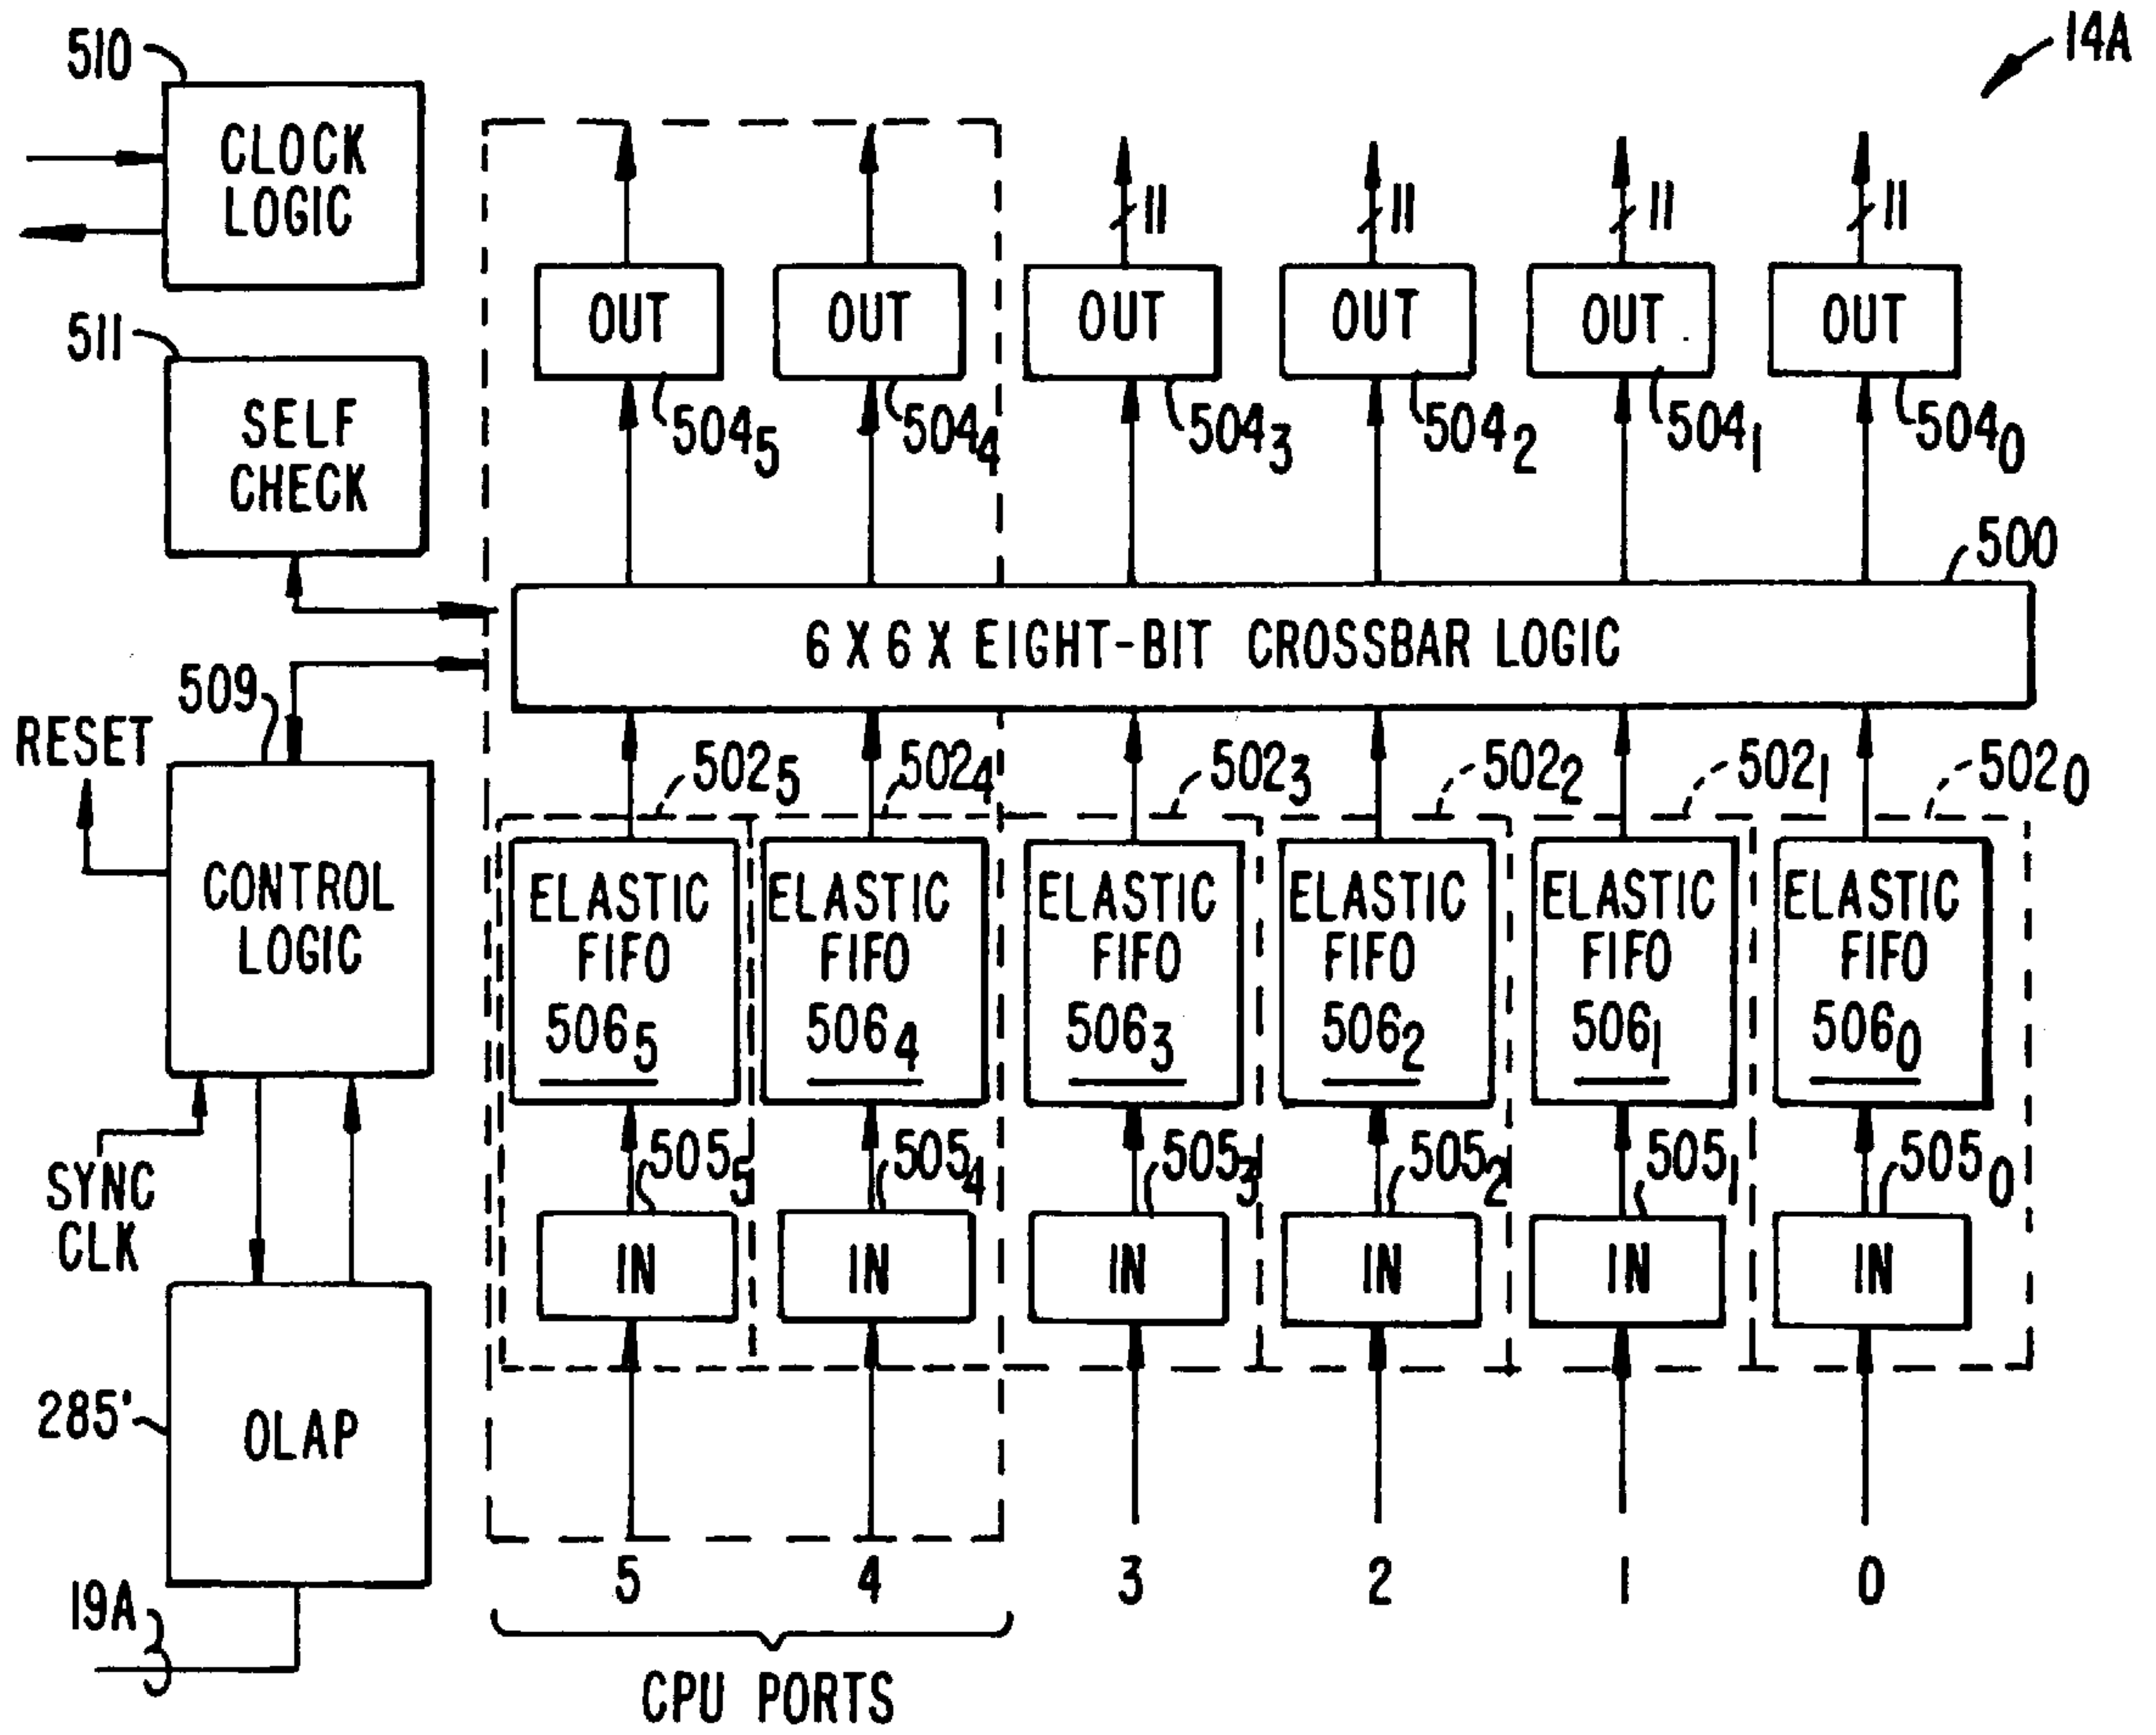 510
14A
CLOCK
LOGIC
11 11 11 11
511
OUT OUT OUT OUT OUT OUT
SELF
CHECK
504₅ 504₄ 504₃ 504₂ 504₁ 504₀
500
6 X 6 X EIGHT-BIT CROSSBAR LOGIC
509
RESET
502₅ 502₄ 502₃ 502₂ 502₁ 502₀
CONTROL
LOGIC
ELASTIC ELASTIC ELASTIC ELASTIC ELASTIC ELASTIC
FIFO FIFO FIFO FIFO FIFO FIFO
506₅ 506₄ 506₃ 506₂ 506₁ 506₀
505₅ 505₄ 505₃ 505₂ 505₁ 505₀
SYNC
CLK
IN IN IN IN IN IN
285'
OLAP
19A
5 4 3 2 1 0
CPU PORTS